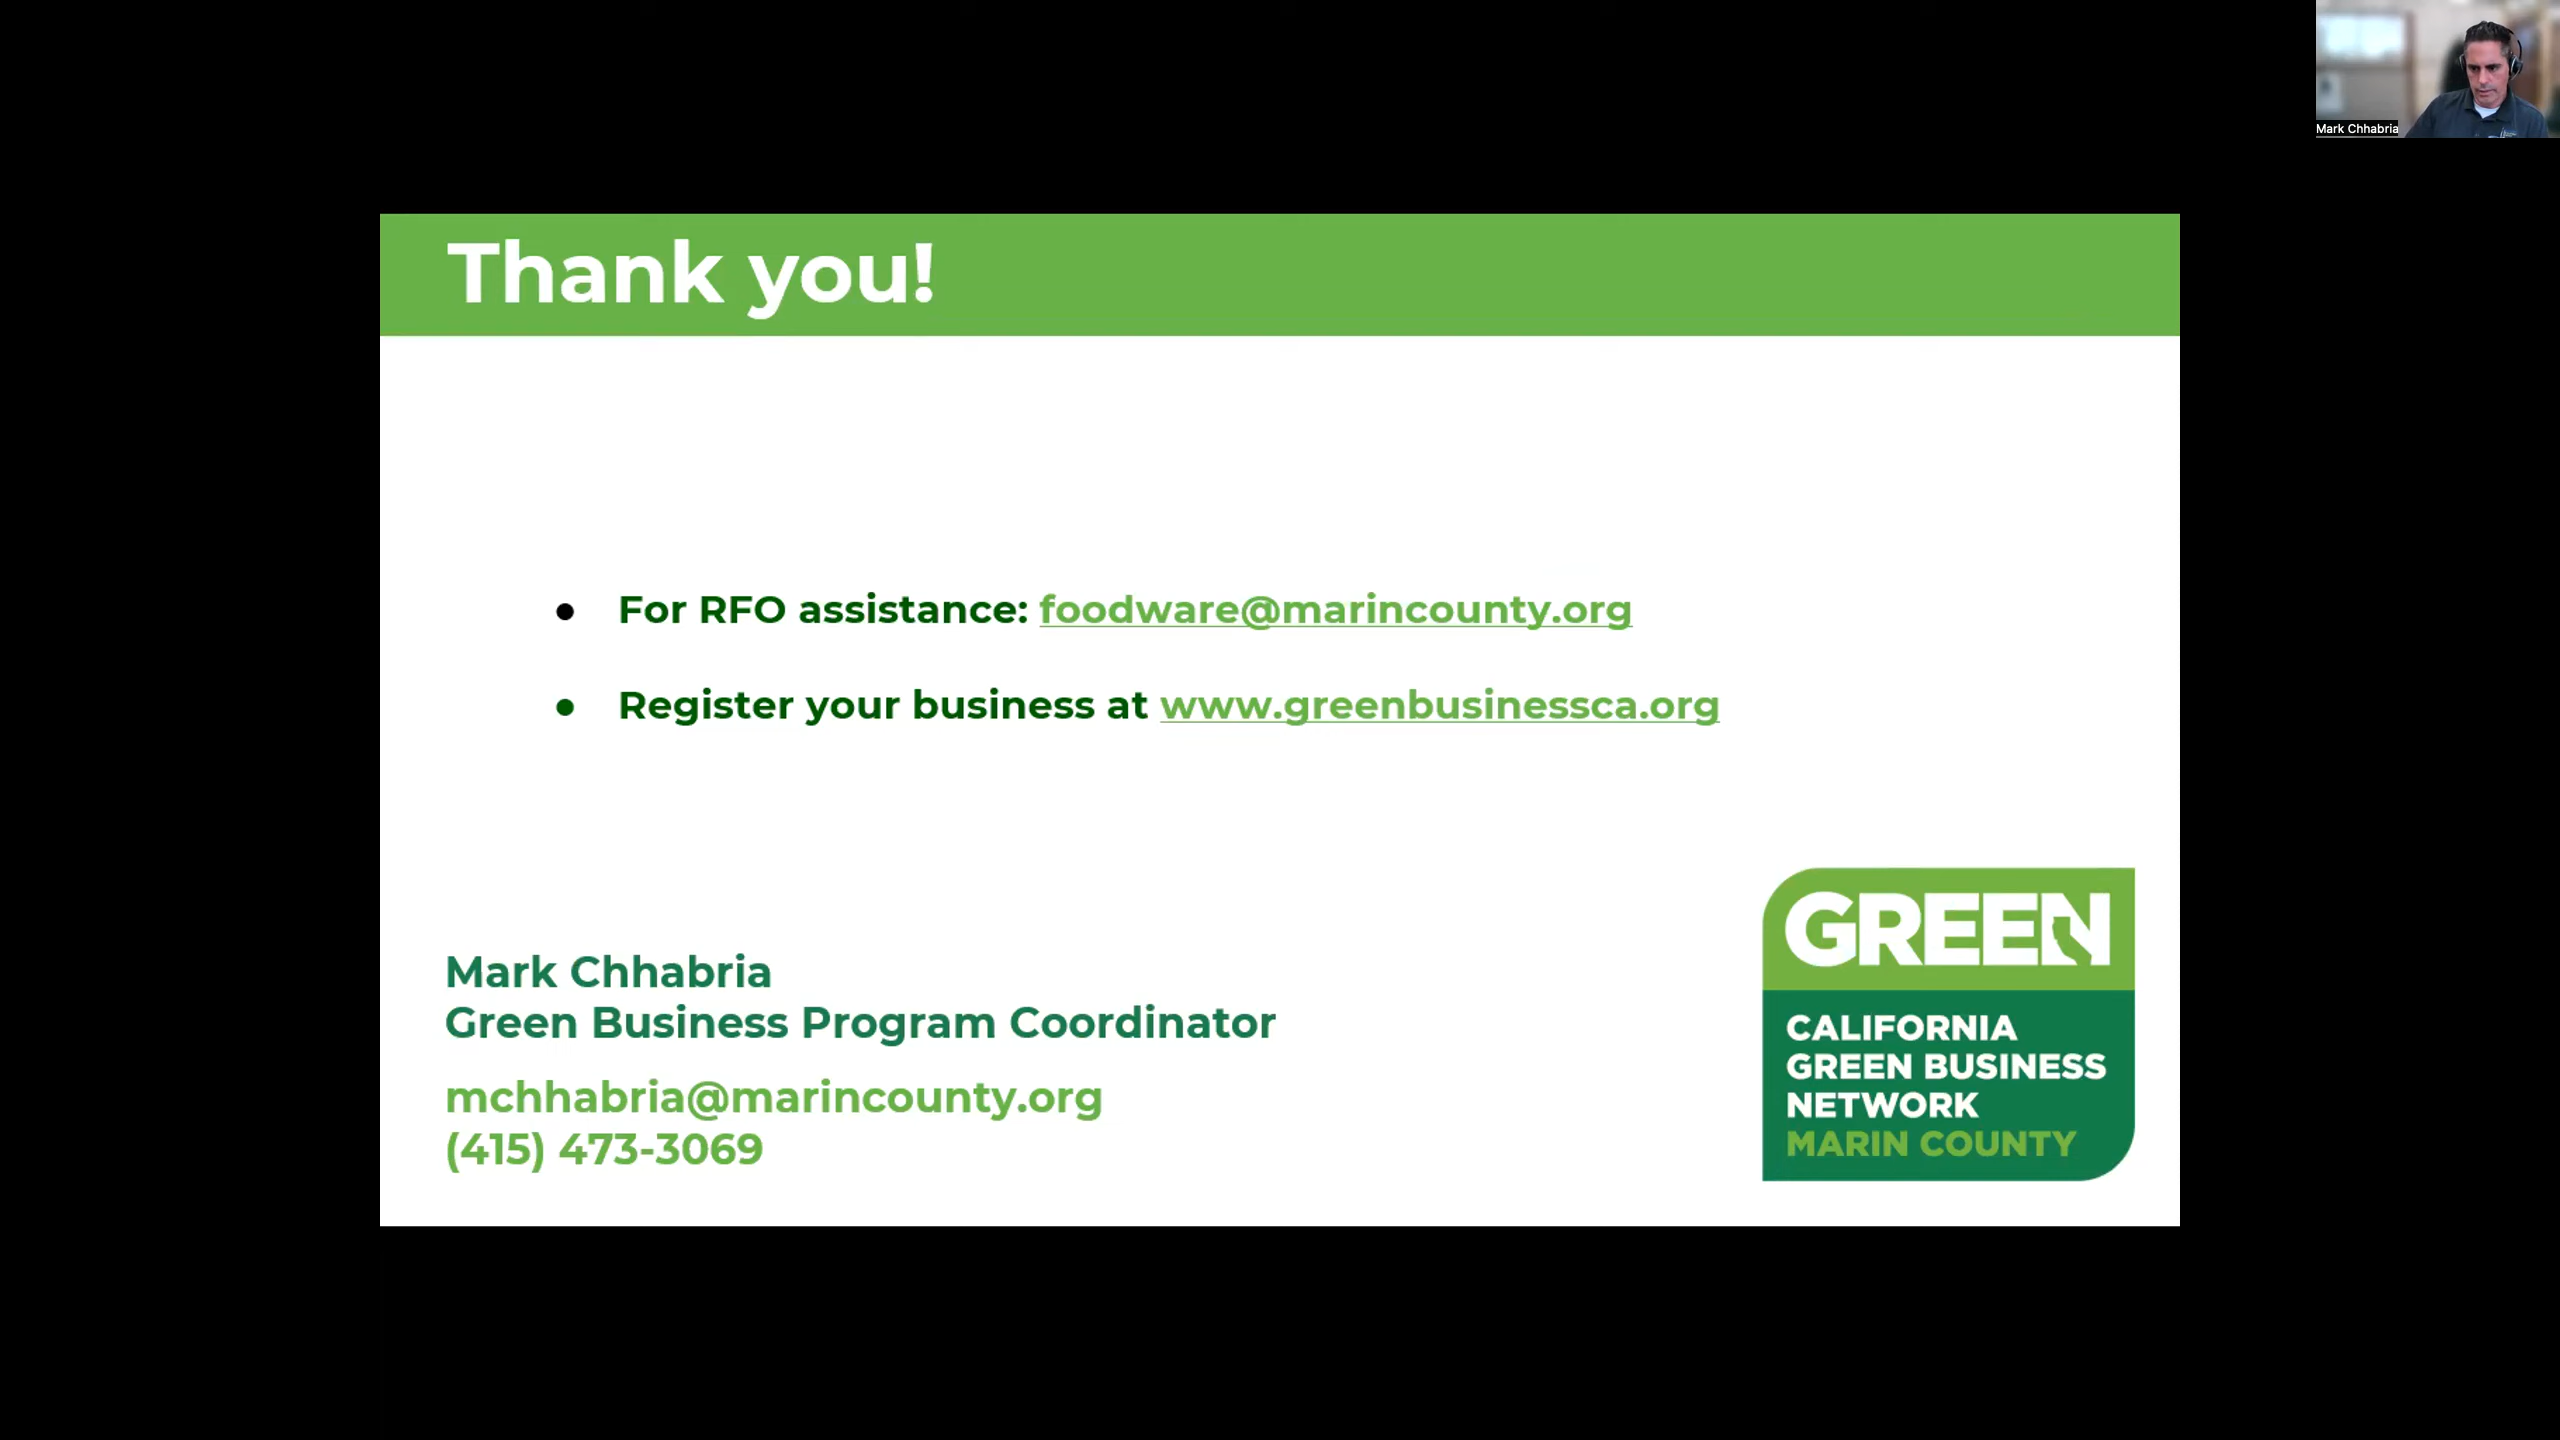 Mark Chhabria
Thank you!
● For RFO assistance: foodware@marincounty.org
● Register your business at www.greenbusinessca.org
Mark Chhabria
Green Business Program Coordinator
mchhabria@marincounty.org
(415) 473-3069
GREEN
CALIFORNIA
GREEN BUSINESS
NETWORK
MARIN COUNTY